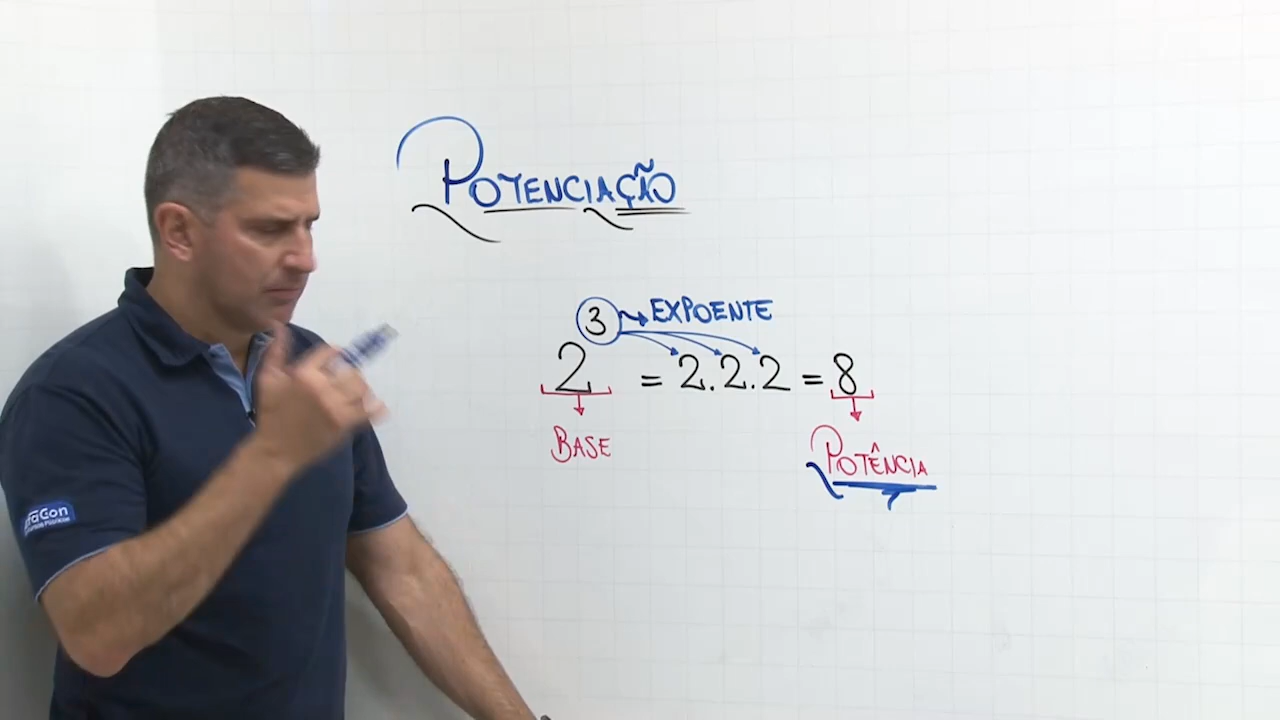 POTENCIAÇÃO
3 EXPOENTE
2 = 2.2.2 = 8
BASE
POTÊNCIA